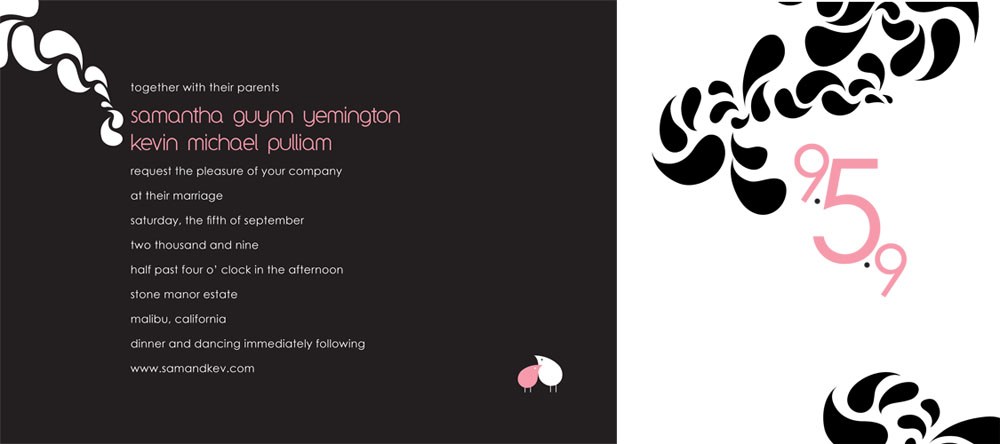 together with their parents
samantha guynn yemington
kevin michael pulliam
request the pleasure of your company
at their marriage
saturday, the fifth of september
two thousand and nine
half past four o' clock in the afternoon
stone manor estate
malibu, california
dinner and dancing immediately following
www.samandkev.com
9.5.9